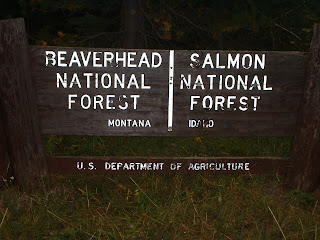 BEAVERHEAD
NATIONAL
FOREST
MONTANA
SALMON
NATIONAL
FOREST
IDAHO
U.S. DEPARTMENT OF AGRICULTURE